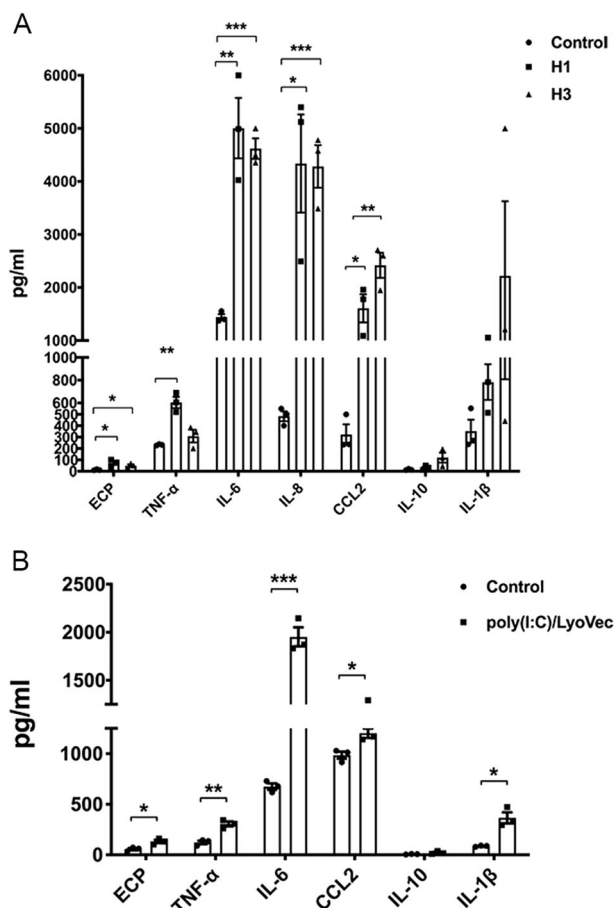 A
Control
H1
H3
***
**
***
*
6000
5000
4000
3000
2000
1000
pg/ml
**
*
1000
800
600
500
400
300
200
100
0
**
*
*
ECP
TNF-α
IL-6
IL-8
CCL2
IL-10
IL-1β
B
Control
poly(I:C)/LyoVec
2500
2000
1500
***
*
pg/ml
1000
500
0
*
**
*
ECP
TNF-α
IL-6
CCL2
IL-10
IL-1β